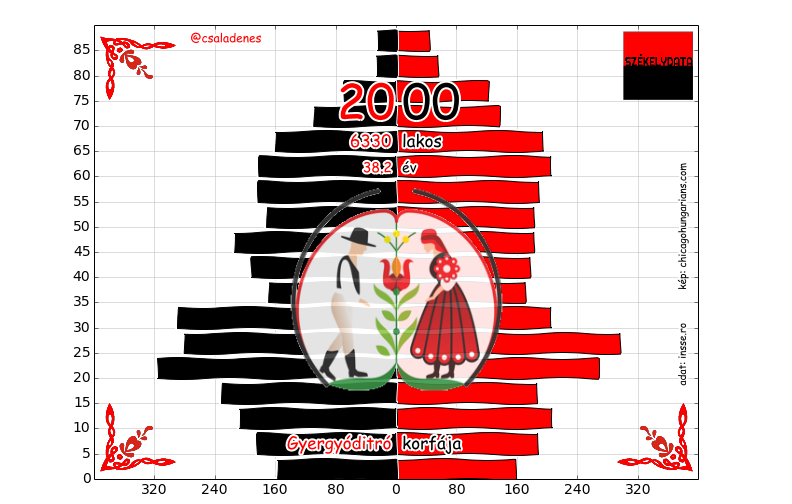 @csaladenes
SZÉKELYDATA
2000
6330 lakos
38.2 év
kép: chicagohungarians.com
adat: insse.ro
Gyergyóditró korfája
85
80
75
70
65
60
55
50
45
40
35
30
25
20
15
10
5
0
320 240 160 80 0 80 160 240 320